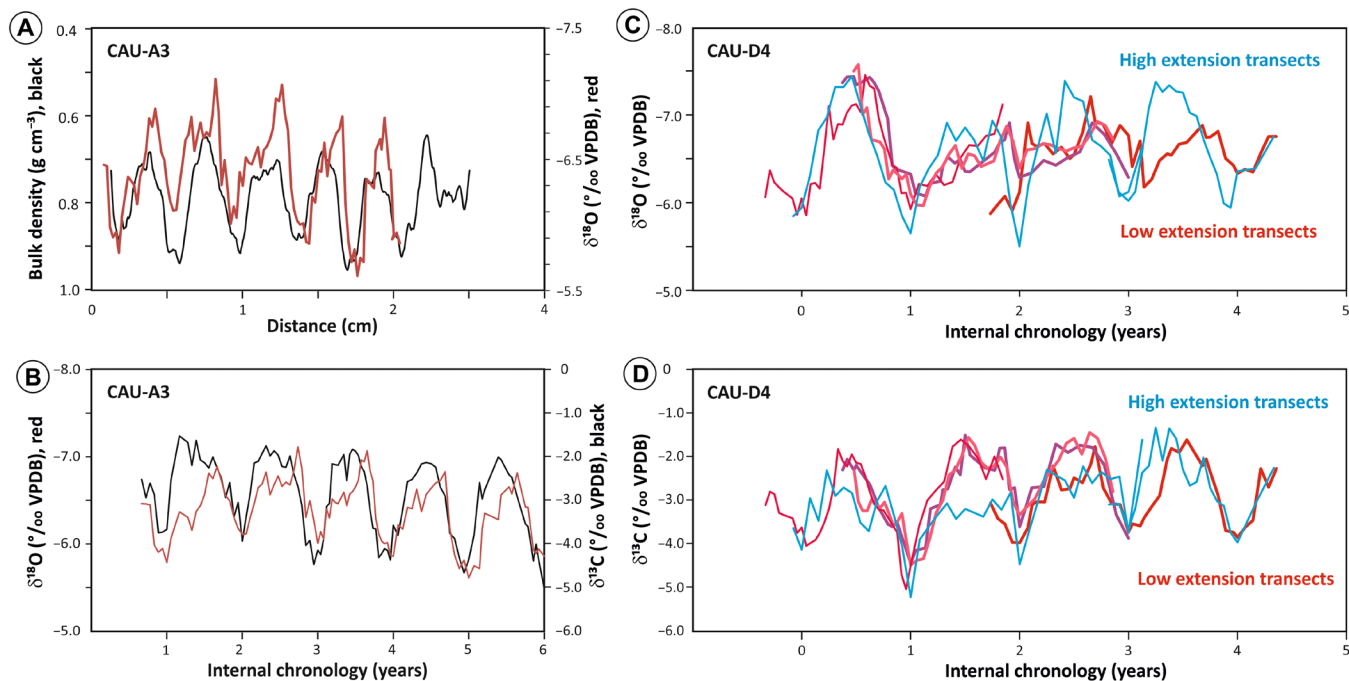 A
CAU-A3
Bulk density (g cm⁻³), black
0.4
0.6
0.8
1.0
0
1
2
4
Distance (cm)
−7.5
−6.5
−5.5
δ¹⁸O (°/₀₀ VPDB), red
B
CAU-A3
δ¹⁸O (°/₀₀ VPDB), red
−8.0
−7.0
−6.0
−5.0
1
2
3
4
5
6
Internal chronology (years)
0
−1.0
−2.0
−3.0
−4.0
−5.0
−6.0
δ¹³C (°/₀₀ VPDB), black
C
CAU-D4
High extension transects
Low extension transects
δ¹⁸O (°/₀₀ VPDB)
−8.0
−7.0
−6.0
−5.0
0
1
2
3
4
5
Internal chronology (years)
D
CAU-D4
High extension transects
Low extension transects
δ¹³C (°/₀₀ VPDB)
0
−1.0
−2.0
−3.0
−4.0
−5.0
−6.0
0
1
2
3
4
5
Internal chronology (years)